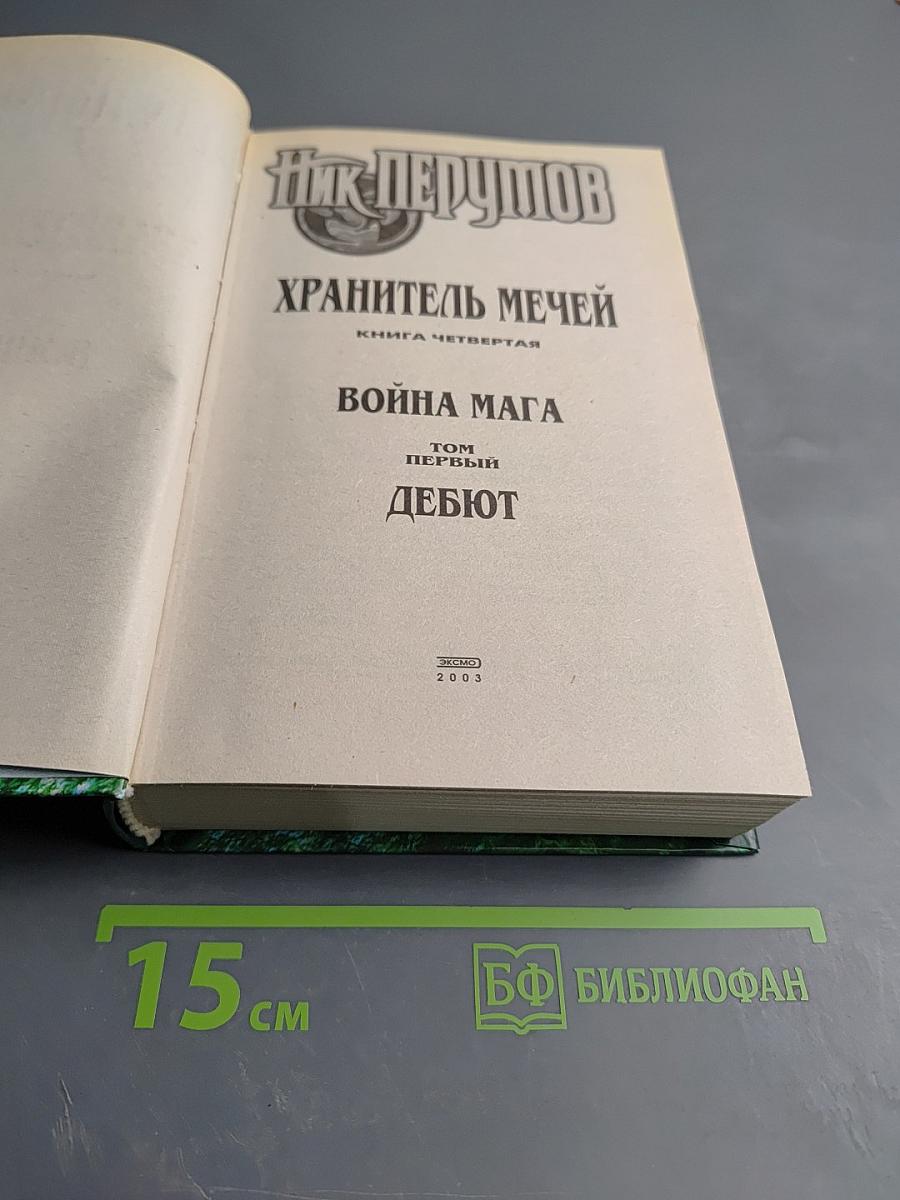 Ник ПЕРУМОВ
ХРАНИТЕЛЬ МЕЧЕЙ
КНИГА ЧЕТВЕРТАЯ
ВОЙНА МАГА
ТОМ
ПЕРВЫЙ
ДЕБЮТ
ЭКСМО
2003
15 см
БФ БИБЛИОФАН